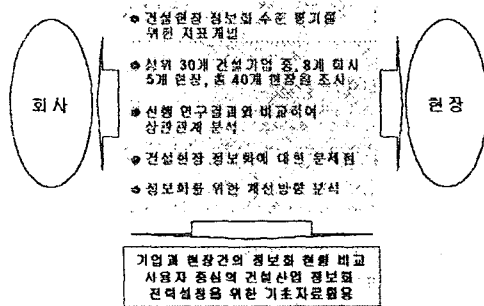 건설현장 정보화 수준 평가를
위한 지표개발
상위 30개 건설기업 중, 8개 회사
5개 현장, 총 40개 현장을 조사
선행 연구결과와 비교하여
상관관계 분석
건설현장 정보화에 대한 문제점
정보화를 위한 개선방향 분석
회사
현장
기업과 현장간의 정보화 현황 비교
사용자 중심의 건설산업 정보화
전략설정을 위한 기초자료활용